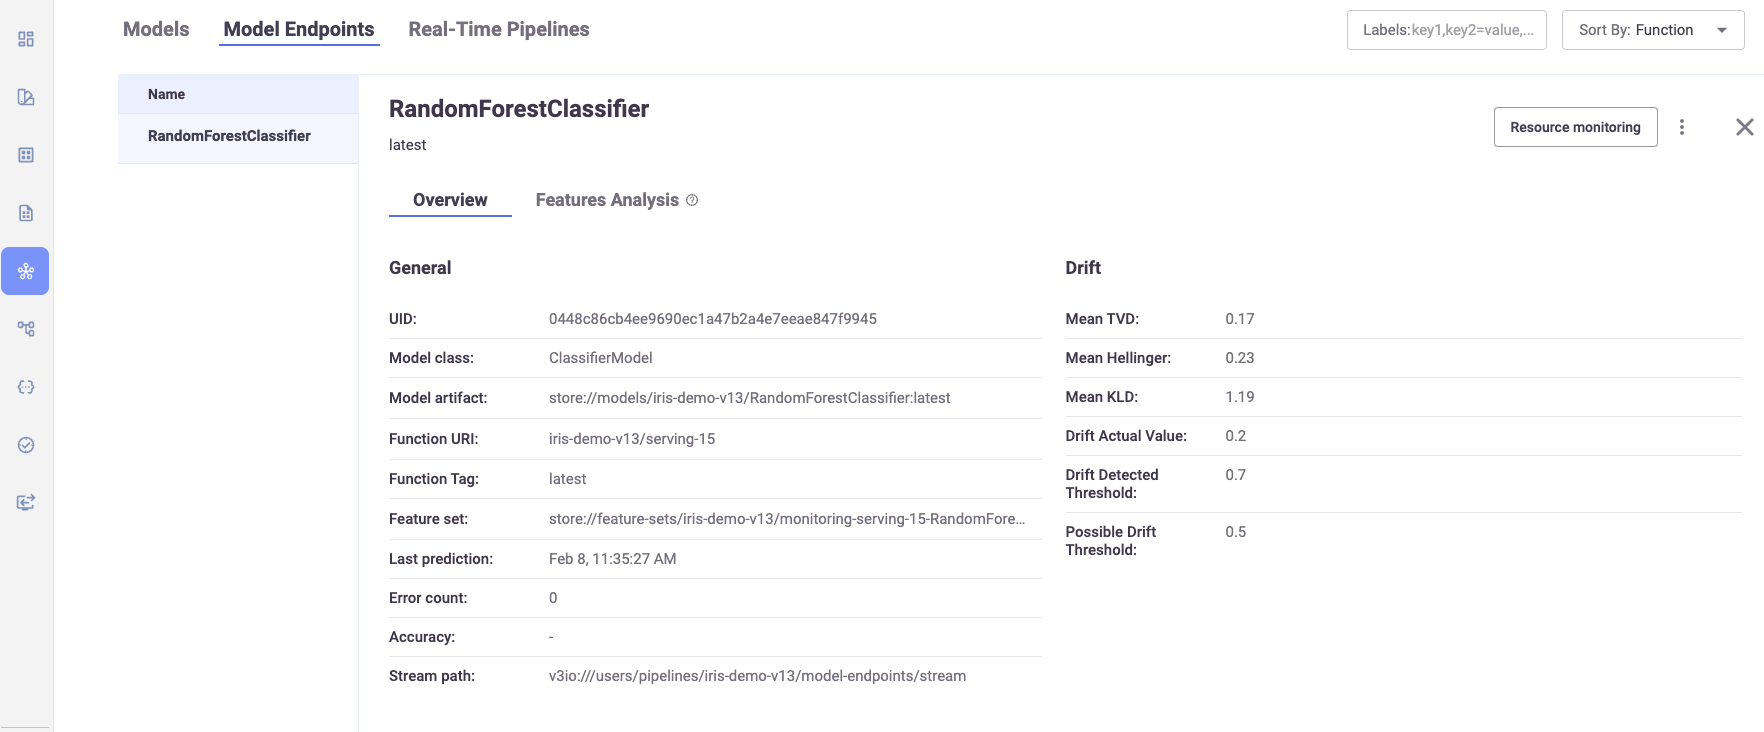 Models Model Endpoints Real-Time Pipelines Labels:key1,key2=value,... Sort By: Function
Name
RandomForestClassifier
RandomForestClassifier
latest
Resource monitoring
Overview Features Analysis
General
UID: 0448c86cb4ee9690ec1a47b2a4e7eeae847f9945
Model class: ClassifierModel
Model artifact: store://models/iris-demo-v13/RandomForestClassifier:latest
Function URI: iris-demo-v13/serving-15
Function Tag: latest
Feature set: store://feature-sets/iris-demo-v13/monitoring-serving-15-RandomFore...
Last prediction: Feb 8, 11:35:27 AM
Error count: 0
Accuracy: -
Stream path: v3io:///users/pipelines/iris-demo-v13/model-endpoints/stream
Drift
Mean TVD: 0.17
Mean Hellinger: 0.23
Mean KLD: 1.19
Drift Actual Value: 0.2
Drift Detected 0.7
Threshold:
Possible Drift 0.5
Threshold: